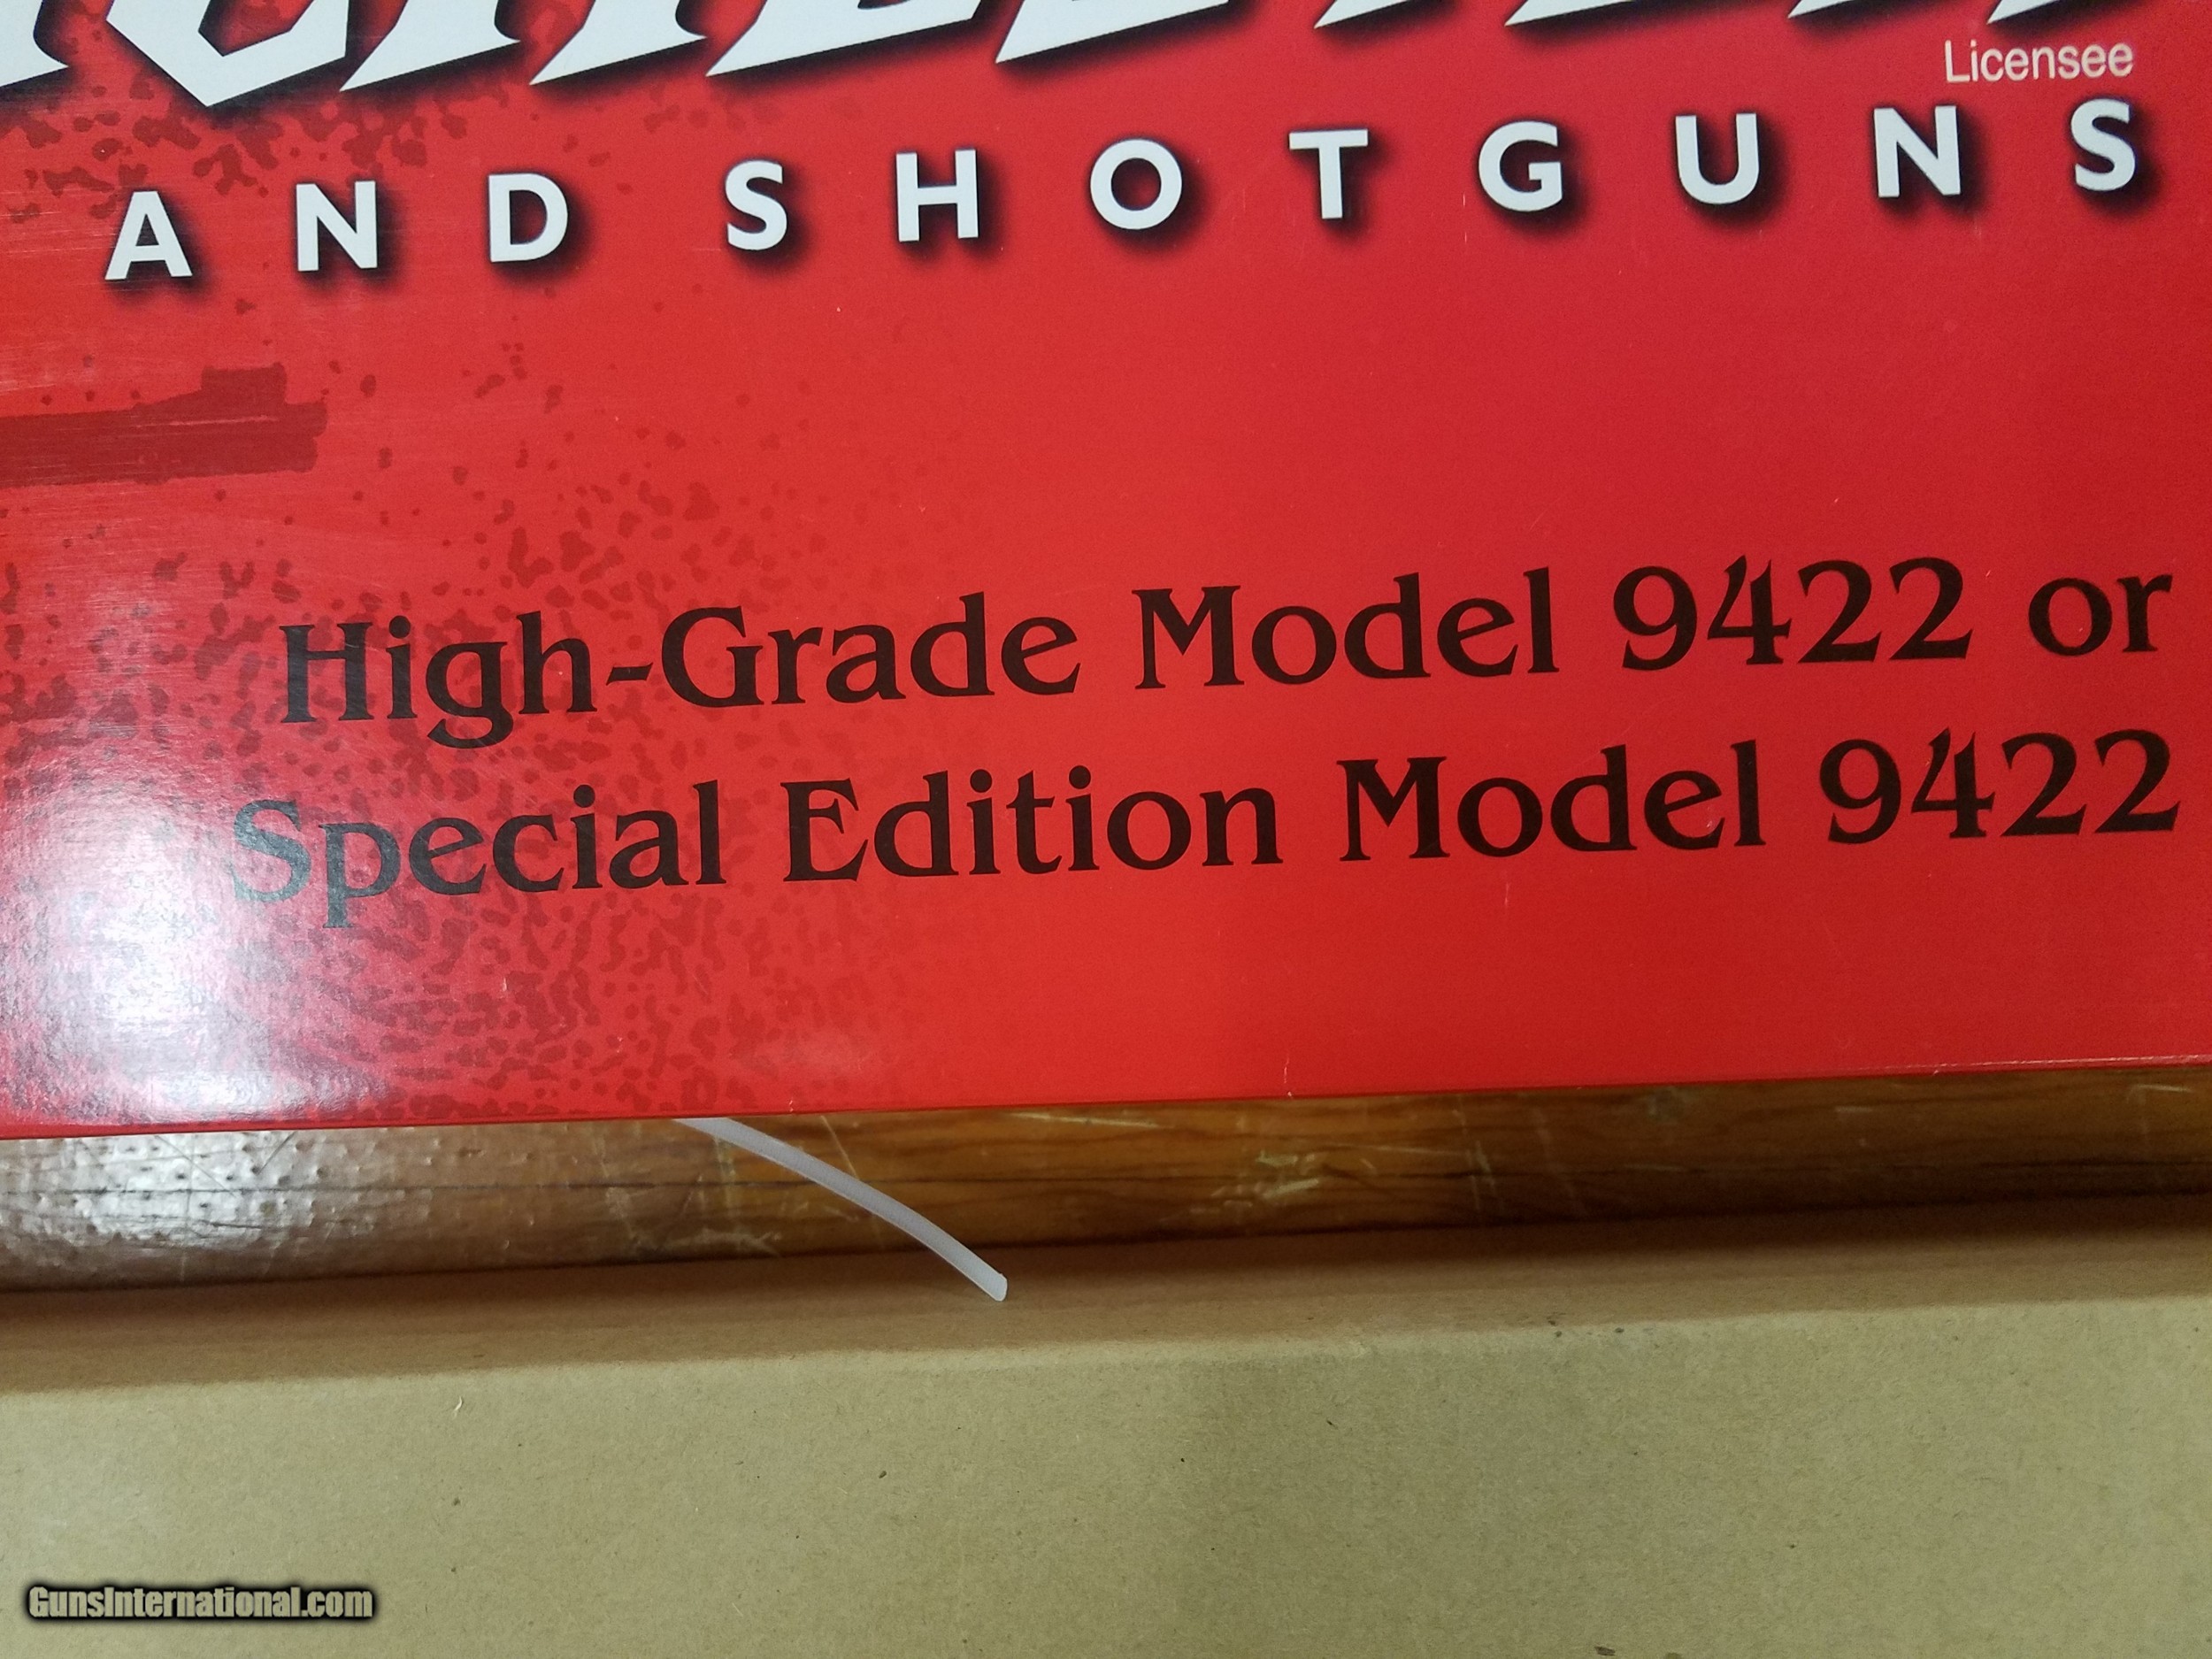 Licensee
AND SHOTGUNS
High-Grade Model 9422 or
Special Edition Model 9422
GunsInternational.com